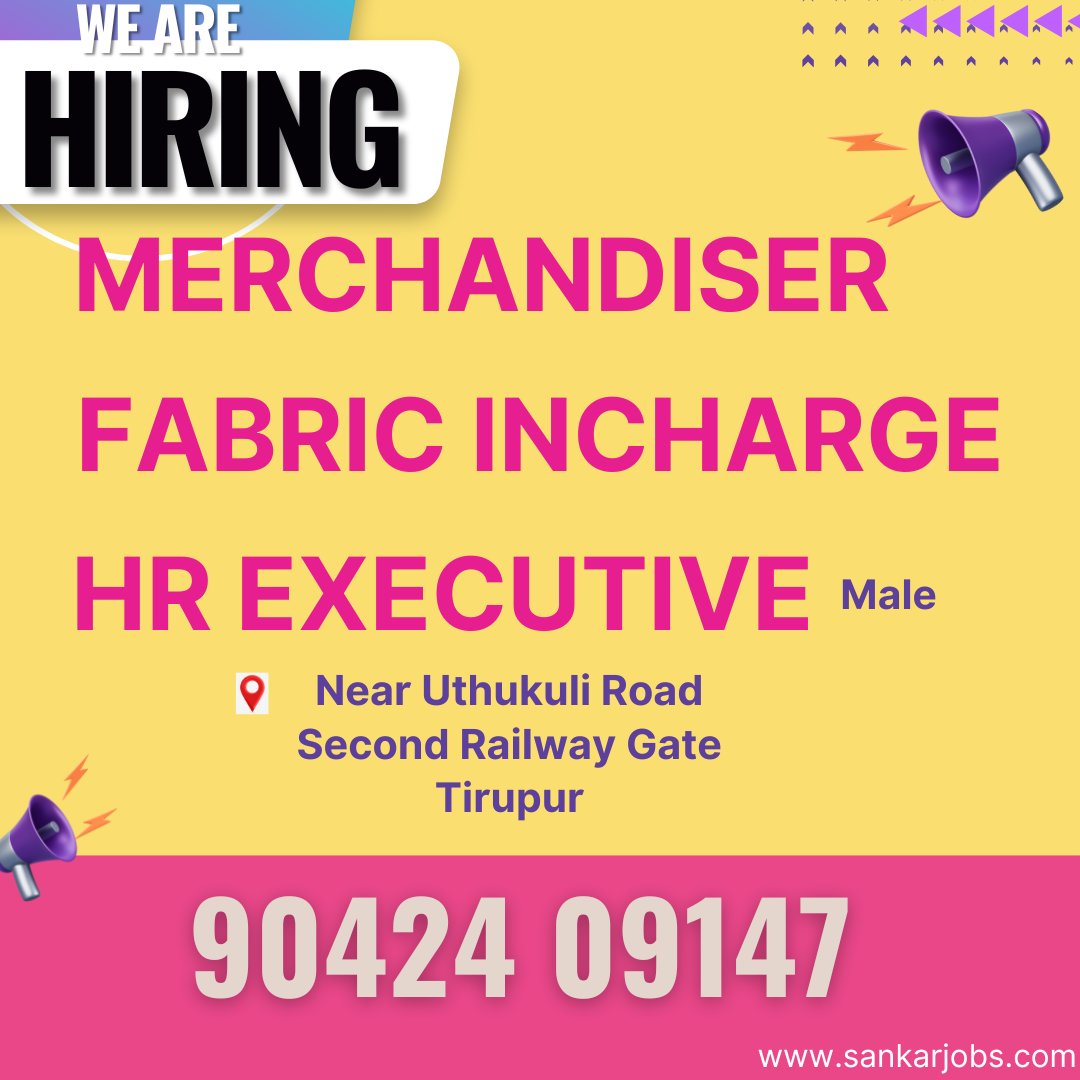 WE ARE
HIRING
MERCHANDISER
FABRIC INCHARGE
HR EXECUTIVE Male
Near Uthukuli Road
Second Railway Gate
Tirupur
90424 09147
www.sankarjobs.com